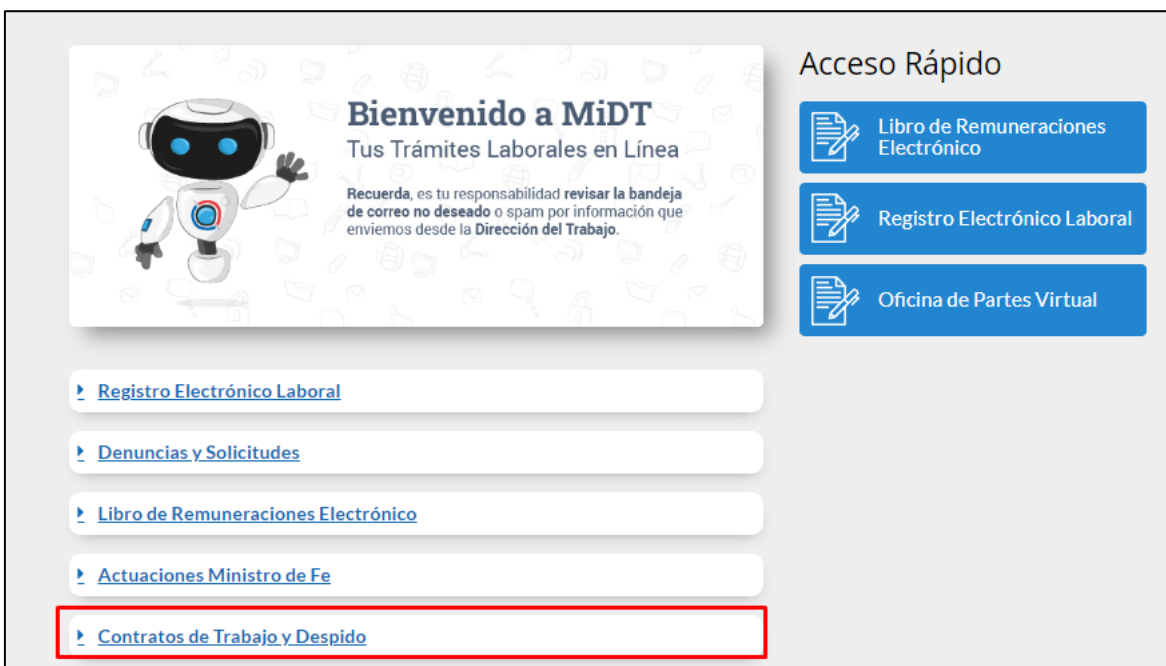 Bienvenido a MiDT
Tus Trámites Laborales en Línea
Recuerda, es tu responsabilidad revisar la bandeja
de correo no deseado o spam por información que
enviemos desde la Dirección del Trabajo.
Acceso Rápido
Libro de Remuneraciones
Electrónico
Registro Electrónico Laboral
Oficina de Partes Virtual
Registro Electrónico Laboral
Denuncias y Solicitudes
Libro de Remuneraciones Electrónico
Actuaciones Ministro de Fe
Contratos de Trabajo y Despido